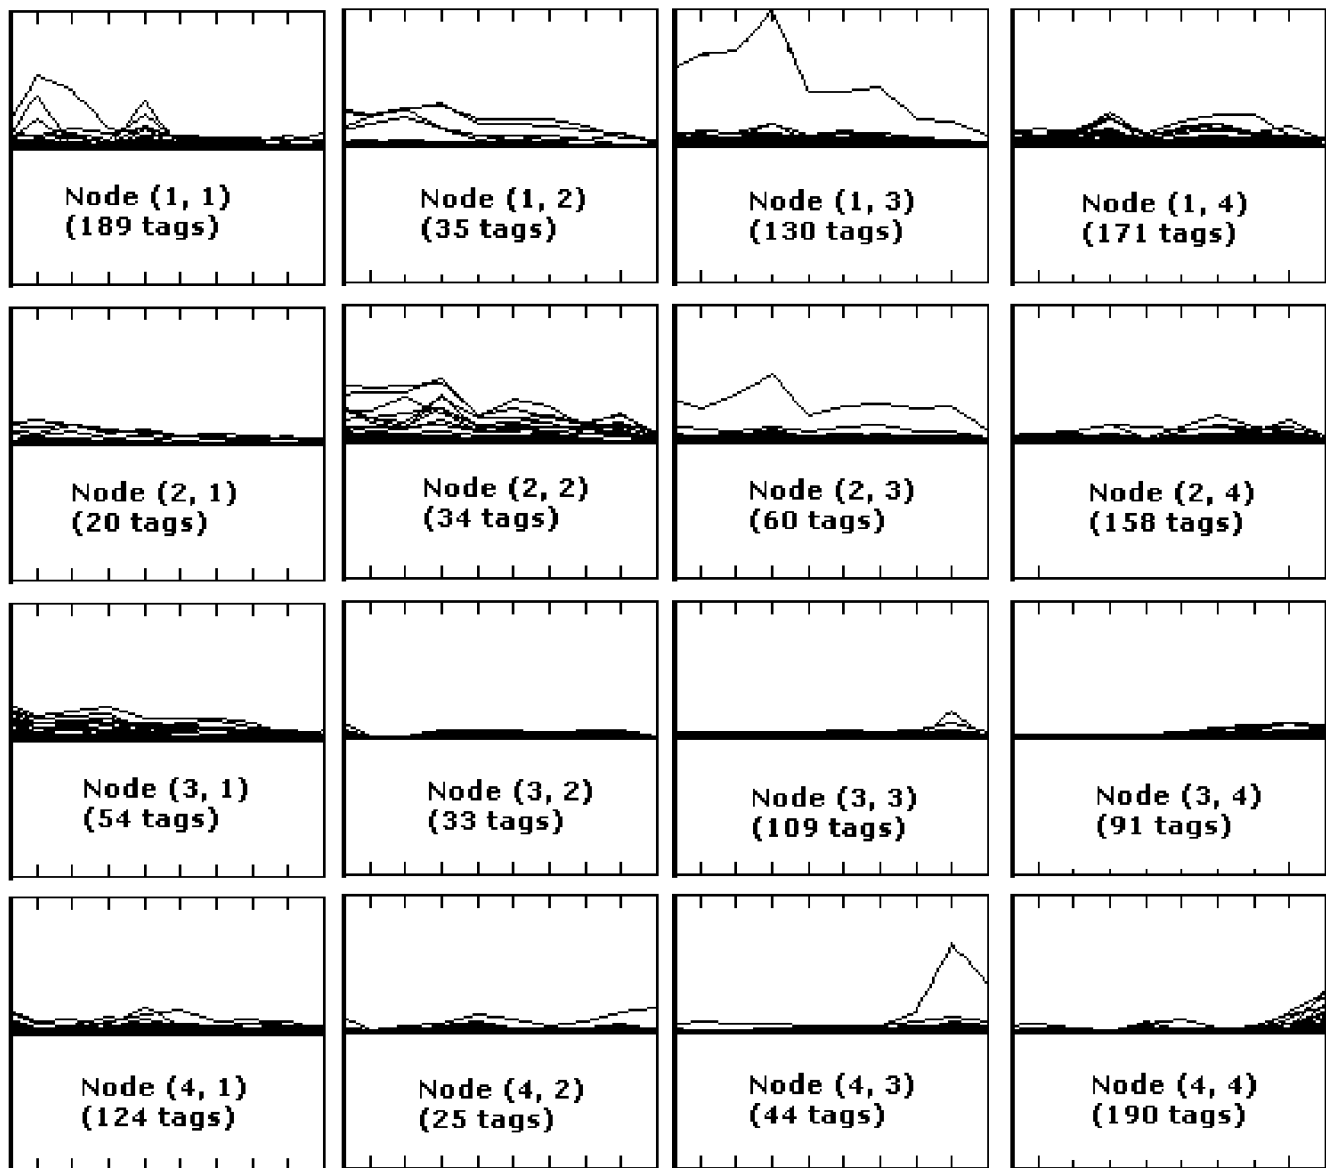 Node (1, 1)
(189 tags)
Node (1, 2)
(35 tags)
Node (1, 3)
(130 tags)
Node (1, 4)
(171 tags)
Node (2, 1)
(20 tags)
Node (2, 2)
(34 tags)
Node (2, 3)
(60 tags)
Node (2, 4)
(158 tags)
Node (3, 1)
(54 tags)
Node (3, 2)
(33 tags)
Node (3, 3)
(109 tags)
Node (3, 4)
(91 tags)
Node (4, 1)
(124 tags)
Node (4, 2)
(25 tags)
Node (4, 3)
(44 tags)
Node (4, 4)
(190 tags)